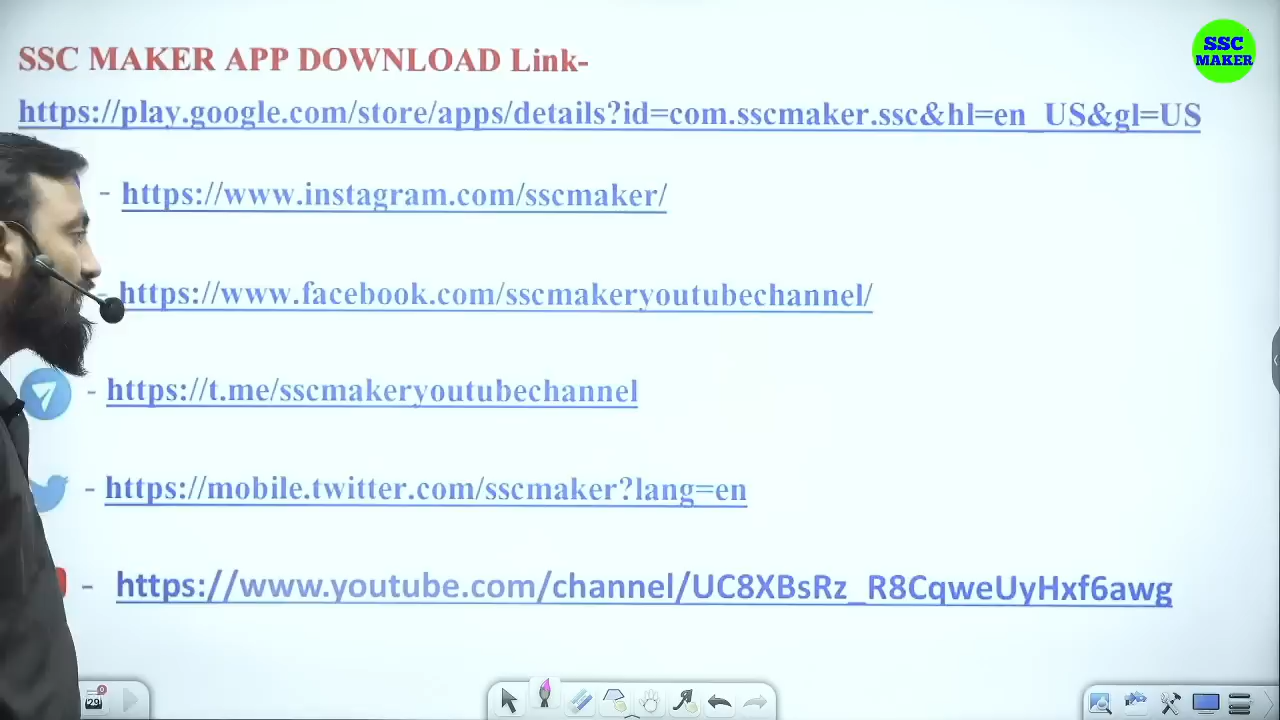 SSC MAKER APP DOWNLOAD Link-
SSC
MAKER
https://play.google.com/store/apps/details?id=com.sscmaker.ssc&hl=en_US&gl=US
- https://www.instagram.com/sscmaker/
- https://www.facebook.com/sscmakeryoutubechannel/
- https://t.me/sscmakeryoutubechannel
- https://mobile.twitter.com/sscmaker?lang=en
- https://www.youtube.com/channel/UC8XBsRz_R8CqweUyHxf6awg
29
0